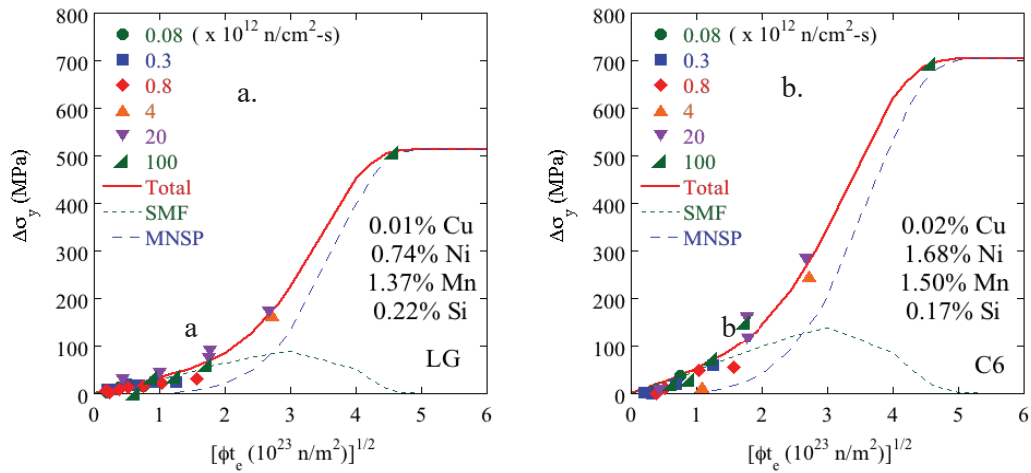 800
700
600
500
400
300
200
100
0
Δσy (MPa)
0.08 ( x 10^12 n/cm^2-s)
0.3
0.8
4
20
100
Total
SMF
MNSP
a.
0.01% Cu
0.74% Ni
1.37% Mn
0.22% Si
a
LG
0 1 2 3 4 5 6
[ϕt_e (10^23 n/m^2)]^1/2
800
700
600
500
400
300
200
100
0
Δσy (MPa)
0.08 ( x 10^12 n/cm^2-s)
0.3
0.8
4
20
100
Total
SMF
MNSP
b.
0.02% Cu
1.68% Ni
1.50% Mn
0.17% Si
b
C6
0 1 2 3 4 5 6
[ϕt_e (10^23 n/m^2)]^1/2